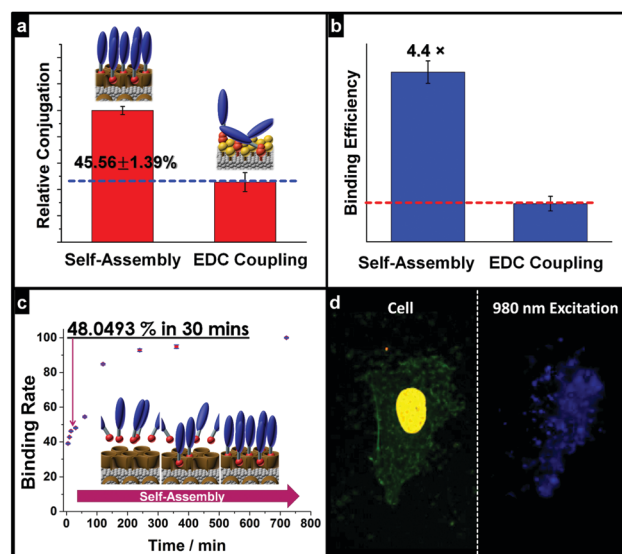 a
Relative Conjugation
45.56±1.39%
Self-Assembly EDC Coupling
b
Binding Efficiency
4.4 ×
Self-Assembly EDC Coupling
c
48.0493 % in 30 mins
Binding Rate
100
80
60
40
20
0
Self-Assembly
0 100 200 300 400 500 600 700 800
Time / min
d
Cell
980 nm Excitation